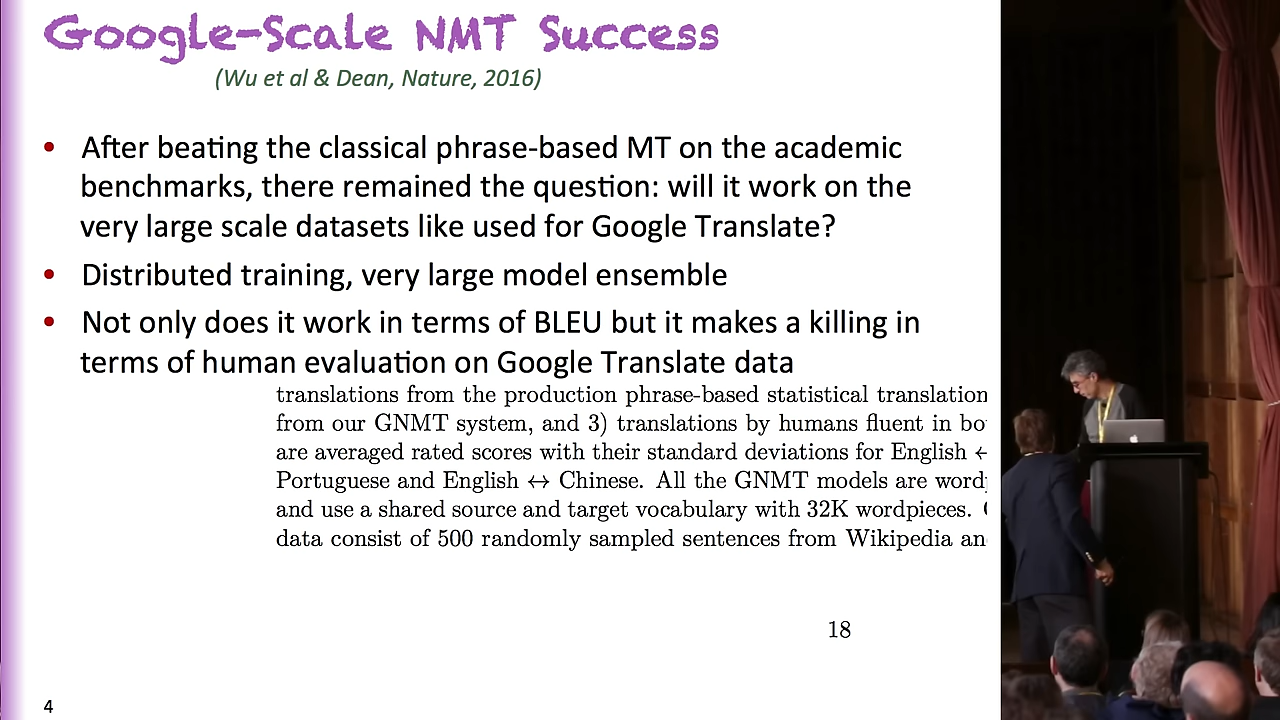 Google-Scale NMT Success
(Wu et al & Dean, Nature, 2016)
• After beating the classical phrase-based MT on the academic
benchmarks, there remained the question: will it work on the
very large scale datasets like used for Google Translate?
• Distributed training, very large model ensemble
• Not only does it work in terms of BLEU but it makes a killing in
terms of human evaluation on Google Translate data
translations from the production phrase-based statistical translation
from our GNMT system, and 3) translations by humans fluent in
are averaged rated scores with their standard deviations for English
Portuguese and English ↔ Chinese. All the GNMT models are
and use a shared source and target vocabulary with 32K wordpieces.
data consist of 500 randomly sampled sentences from Wikipedia
18
4